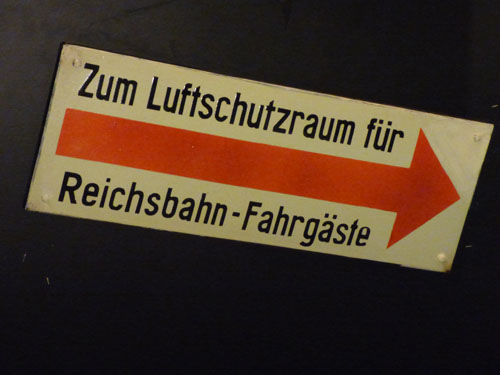 Zum Luftschutzraum für
Reichsbahn-Fahrgäste